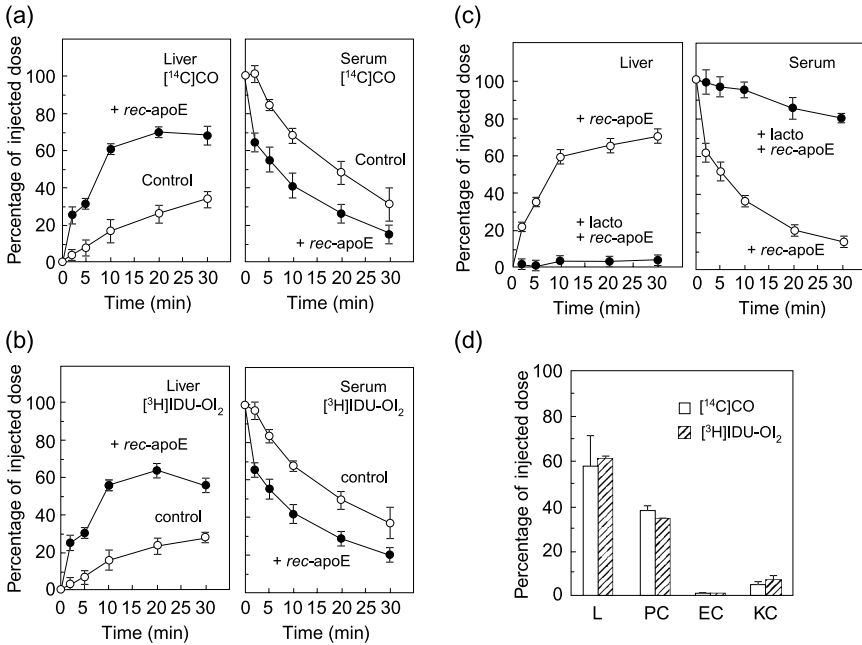 (a)
Liver
[¹⁴C]CO
+ rec-apoE
Control
Percentage of injected dose
100
80
60
40
20
0
0 5 10 15 20 25 30
Time (min)
Serum
[¹⁴C]CO
Control
+ rec-apoE
0 5 10 15 20 25 30
Time (min)
(b)
Liver
[³H]IDU-Ol₂
+ rec-apoE
control
Percentage of injected dose
100
80
60
40
20
0
0 5 10 15 20 25 30
Time (min)
Serum
[³H]IDU-Ol₂
control
+ rec-apoE
0 5 10 15 20 25 30
Time (min)
(c)
Liver
+ rec-apoE
+ lacto
+ rec-apoE
Percentage of injected dose
100
80
60
40
20
0
0 5 10 15 20 25 30
Time (min)
Serum
+ lacto
+ rec-apoE
+ rec-apoE
0 5 10 15 20 25 30
Time (min)
(d)
Percentage of injected dose
100
80
60
40
20
0
[¹⁴C]CO
[³H]IDU-Ol₂
L PC EC KC